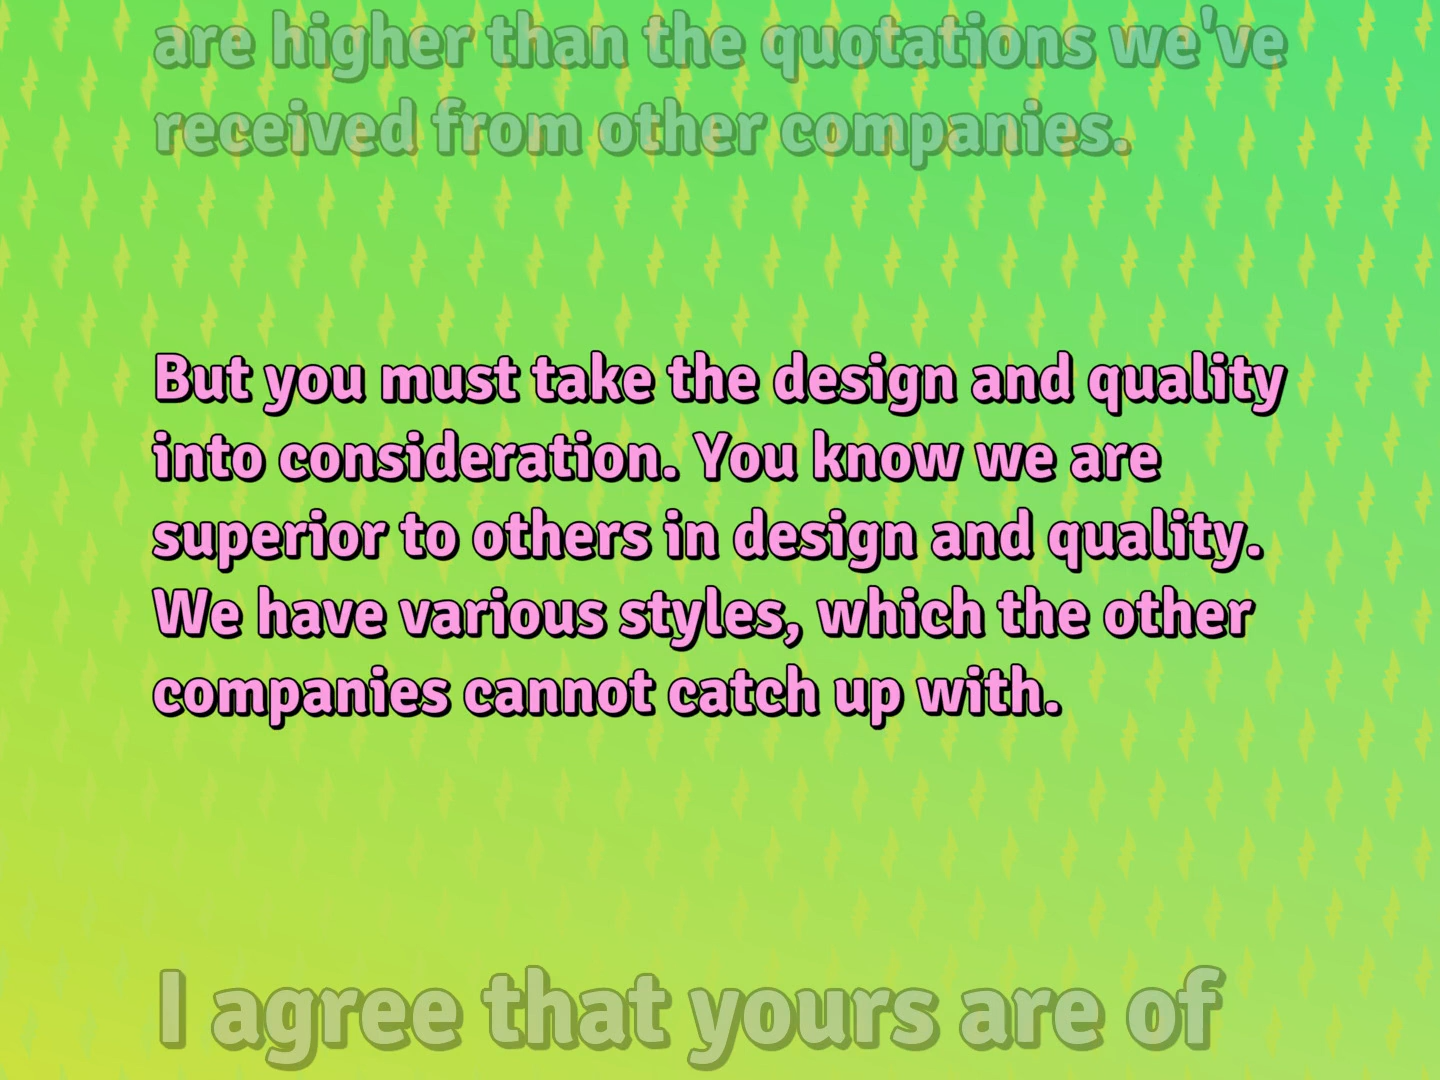 are higher than the quotations we've
received from other companies.
But you must take the design and quality
into consideration. You know we are
superior to others in design and quality.
We have various styles, which the other
companies cannot catch up with.
I agree that yours are of